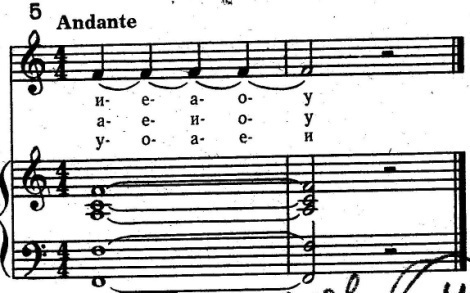 5
Andante
и- е- а- о- у
а- е- и- о- у
у- о- а- е- и